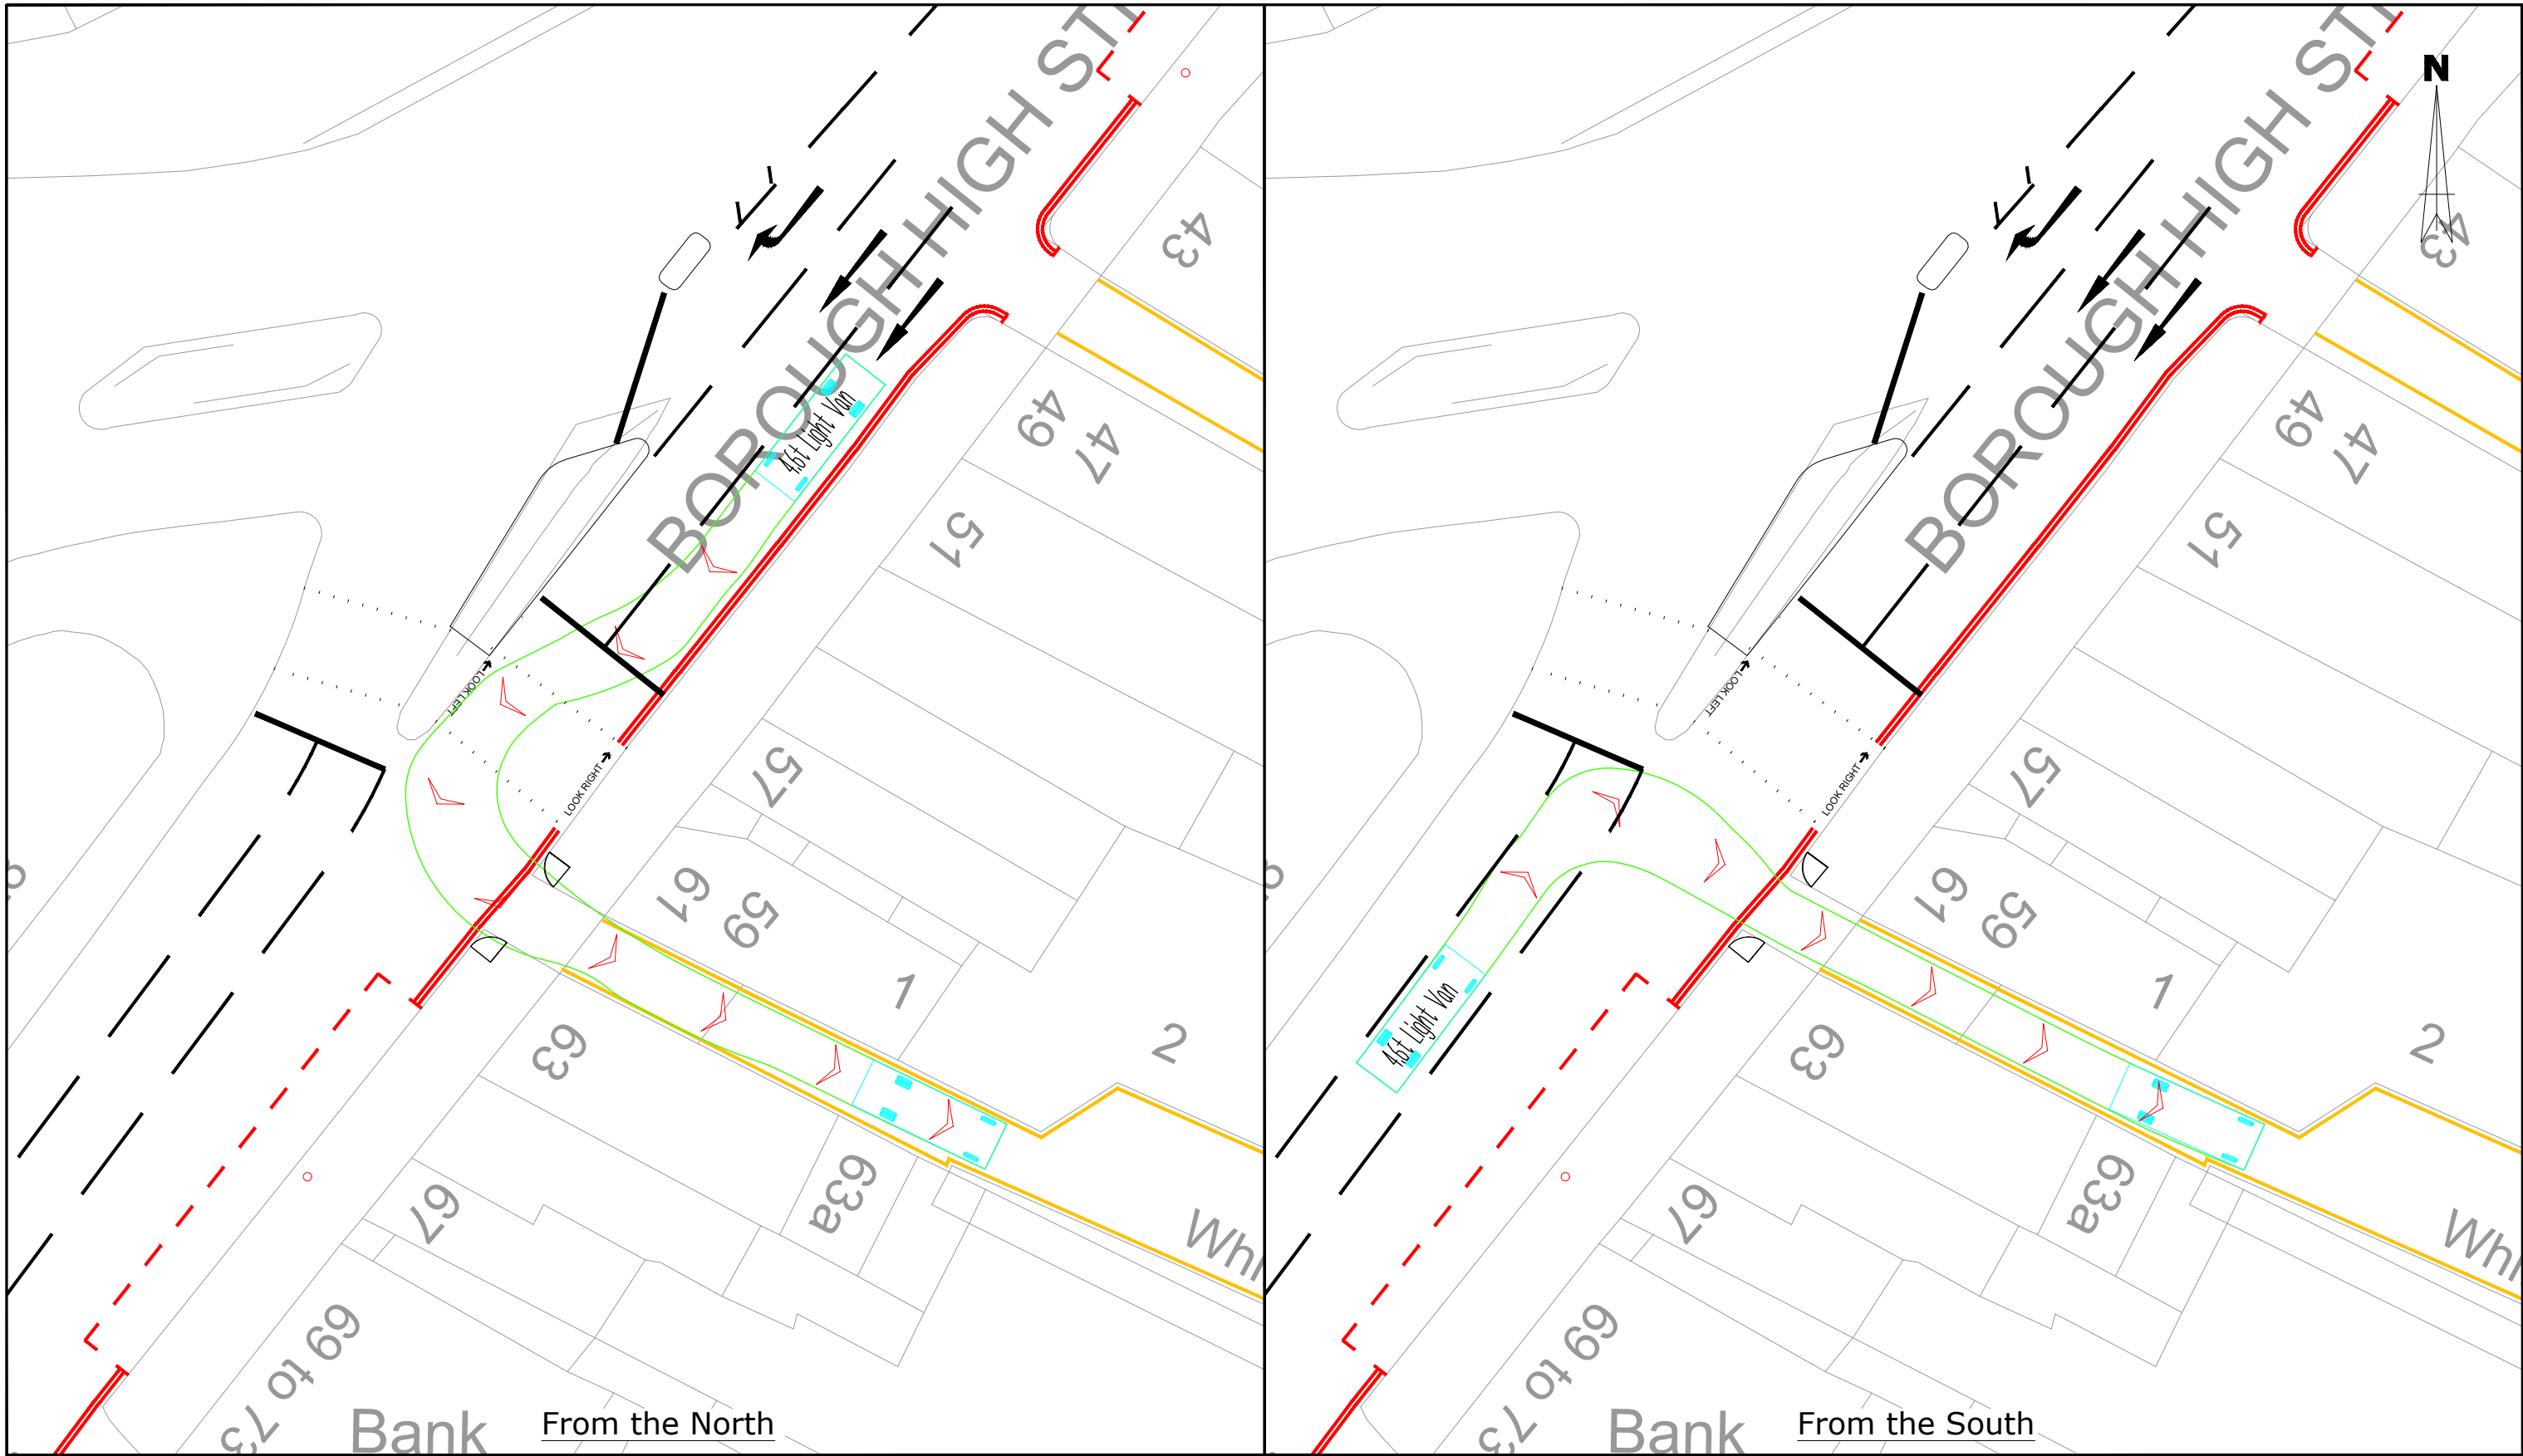 BOROUGH HIGH ST
43
49
47
4.6t Light Van
51
LOOK LEFT
LOOK RIGHT
57
61
59
1
2
63
63a
67
Whi
69 to 73
Bank
From the North
N
BOROUGH HIGH ST
43
49
47
51
LOOK LEFT
LOOK RIGHT
57
61
59
4.6t Light Van
1
2
63
63a
67
Whi
69 to 73
Bank
From the South